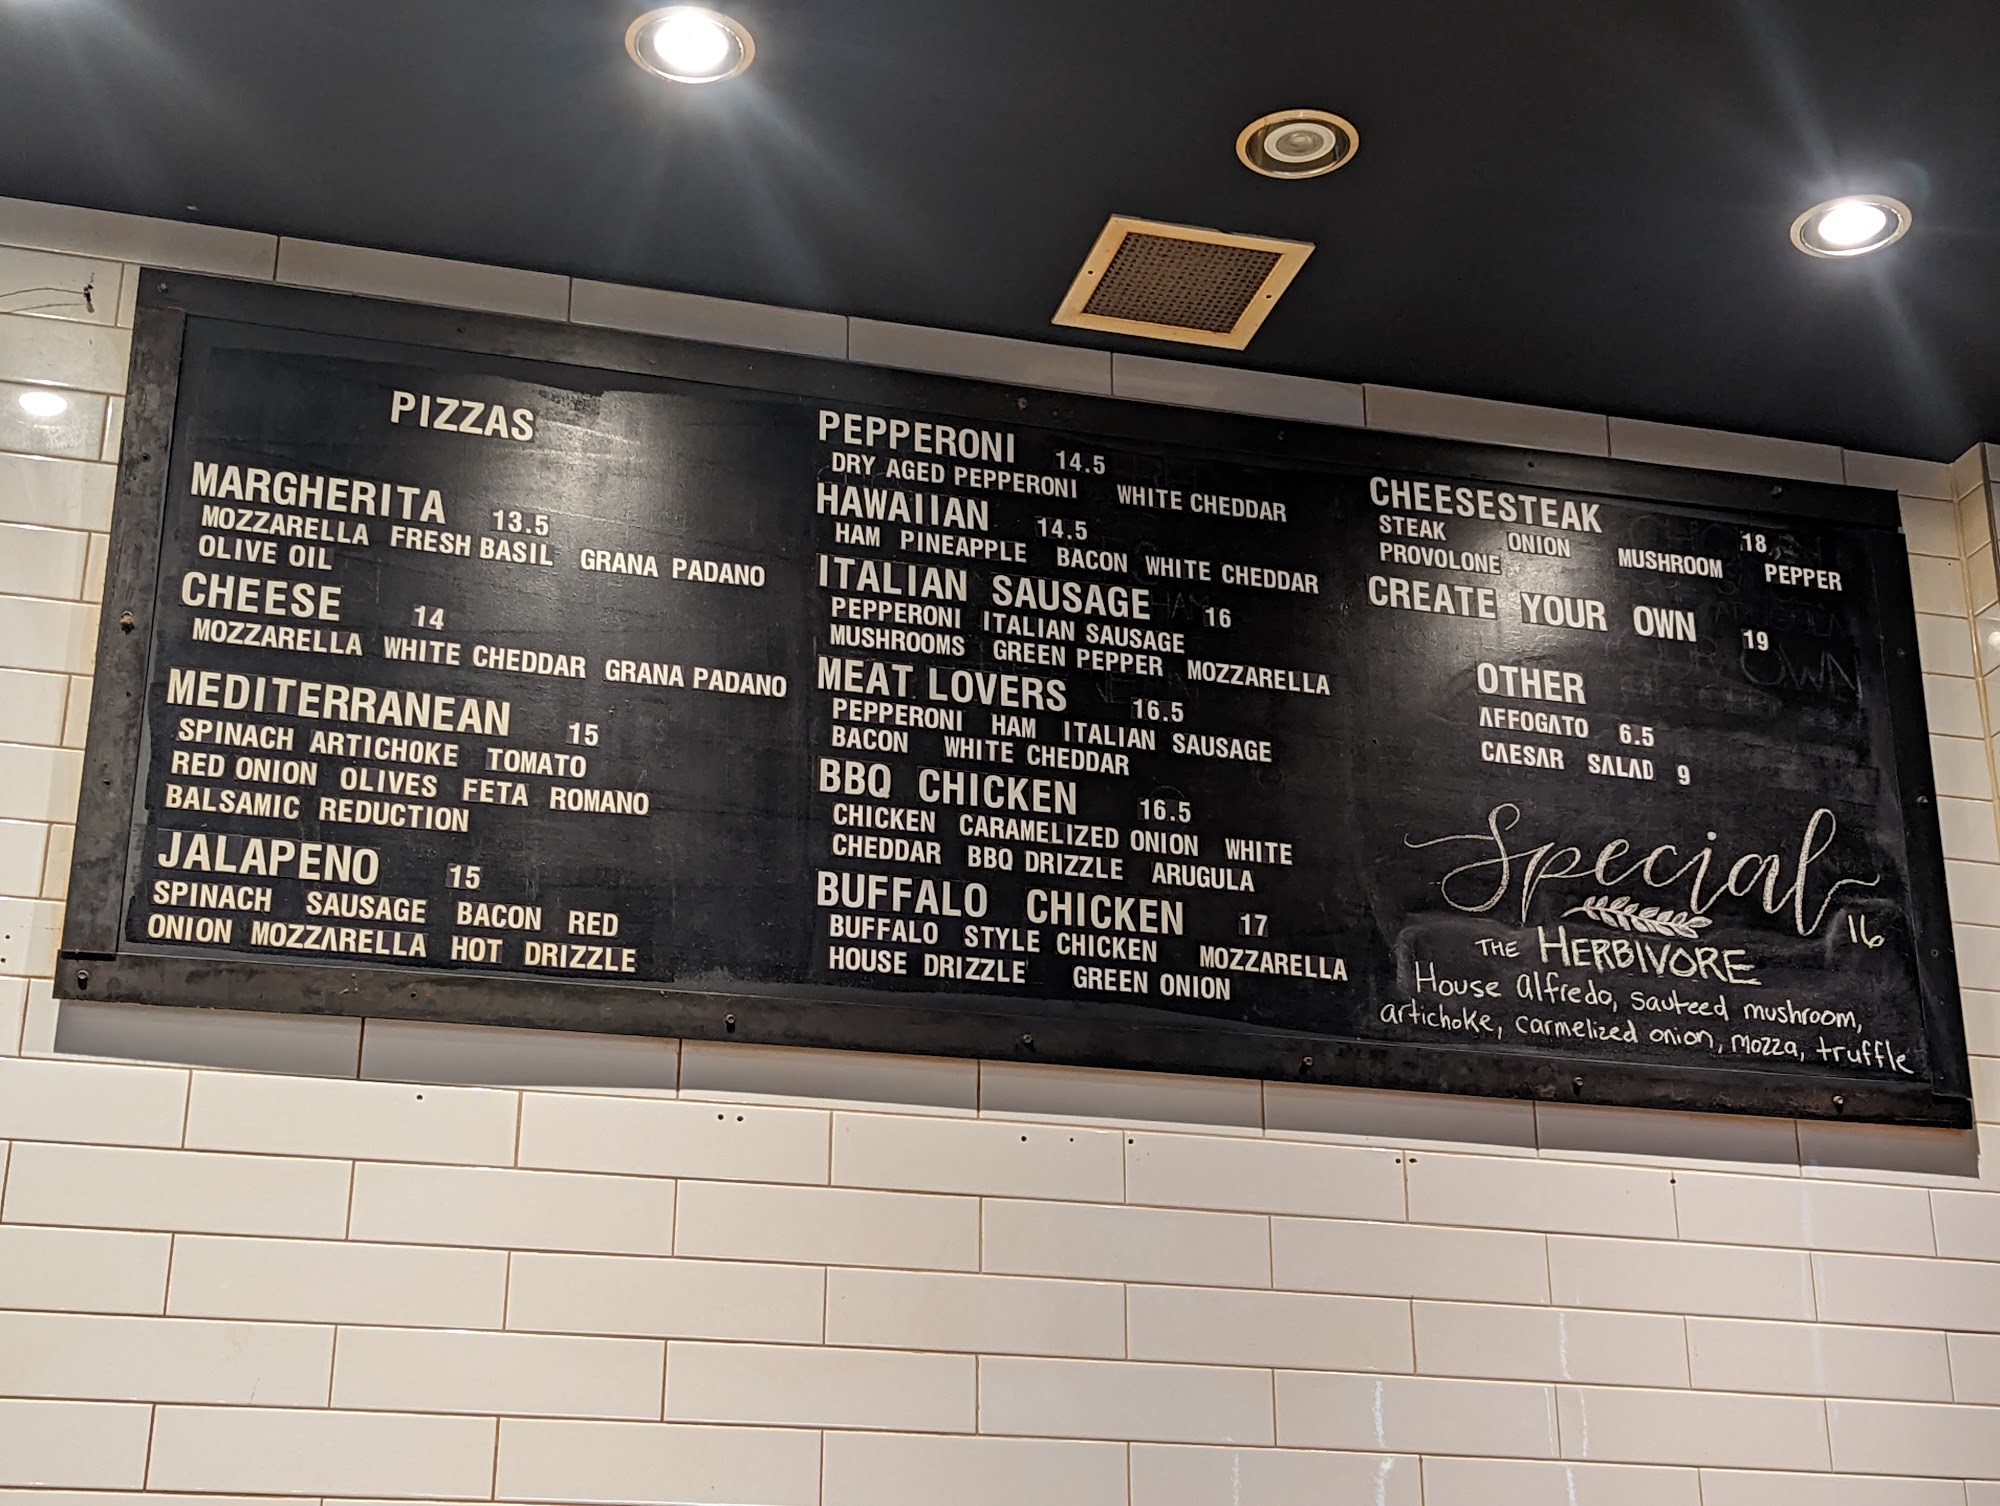 PIZZAS
MARGHERITA 13.5
MOZZARELLA FRESH BASIL GRANA PADANO
OLIVE OIL
CHEESE 14
MOZZARELLA WHITE CHEDDAR GRANA PADANO
MEDITERRANEAN 15
SPINACH ARTICHOKE TOMATO
RED ONION OLIVES FETA ROMANO
BALSAMIC REDUCTION
JALAPENO 15
SPINACH SAUSAGE BACON RED
ONION MOZZARELLA HOT DRIZZLE
PEPPERONI 14.5
DRY AGED PEPPERONI WHITE CHEDDAR
HAWAIIAN 14.5
HAM PINEAPPLE BACON WHITE CHEDDAR
ITALIAN SAUSAGE 16
PEPPERONI ITALIAN SAUSAGE
MUSHROOMS GREEN PEPPER MOZZARELLA
MEAT LOVERS 16.5
PEPPERONI HAM ITALIAN SAUSAGE
BACON WHITE CHEDDAR
BBQ CHICKEN 16.5
CHICKEN CARAMELIZED ONION WHITE
CHEDDAR BBQ DRIZZLE ARUGULA
BUFFALO CHICKEN 17
BUFFALO STYLE CHICKEN MOZZARELLA
HOUSE DRIZZLE GREEN ONION
CHEESESTEAK 18
STEAK ONION MUSHROOM PEPPER
PROVOLONE
CREATE YOUR OWN 19
OTHER
AFFOGATO 6.5
CAESAR SALAD 9
Special
THE HERBIVORE 16
House alfredo, sauteed mushroom,
artichoke, carmelized onion, mozza, truffle